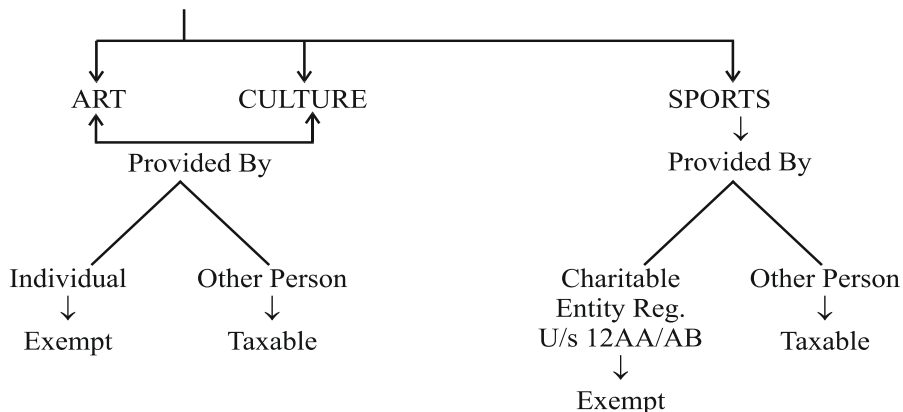 ART CULTURE SPORTS
Provided By Provided By
Individual Other Person Charitable Other Person
Entity Reg.
Exempt Taxable U/s 12AA/AB Taxable
Exempt